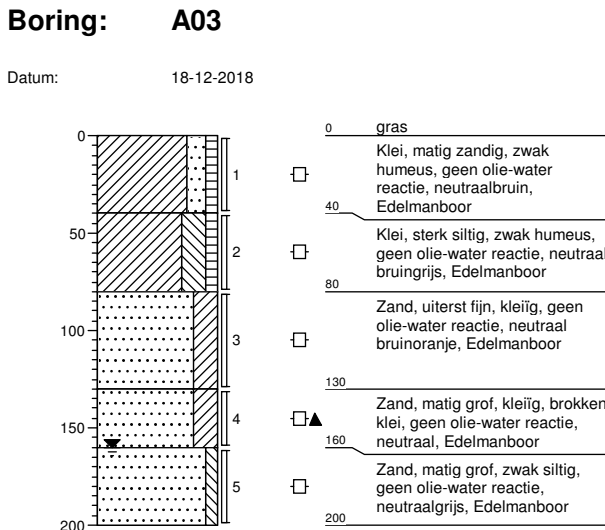 Boring: A03
Datum: 18-12-2018
0
50
100
150
200
1
2
3
4
5
0 gras
Klei, matig zandig, zwak
humeus, geen olie-water
reactie, neutraalbruin,
Edelmanboor
40
Klei, sterk siltig, zwak humeus,
geen olie-water reactie, neutraal
bruingrijs, Edelmanboor
80
Zand, uiterst fijn, kleiïg, geen
olie-water reactie, neutraal
bruinoranje, Edelmanboor
130
Zand, matig grof, kleiïg, brokken
klei, geen olie-water reactie,
neutraal, Edelmanboor
160
Zand, matig grof, zwak siltig,
geen olie-water reactie,
neutraalgrijs, Edelmanboor
200